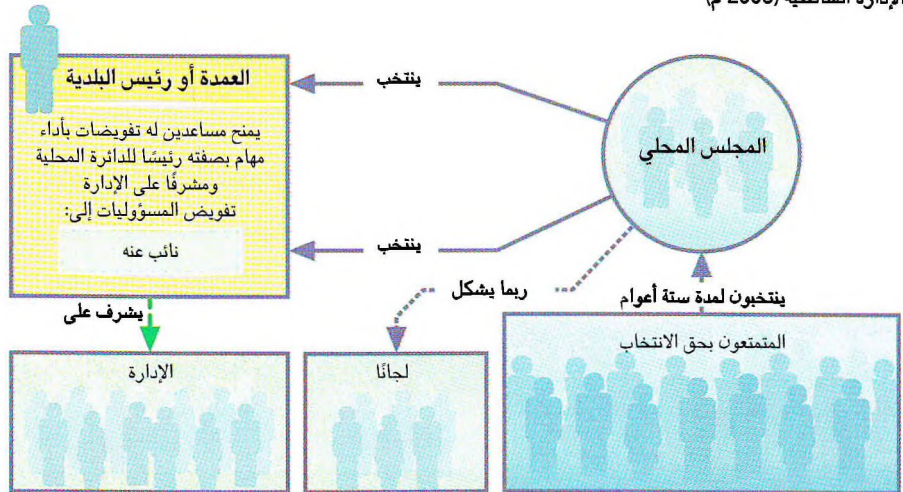 العمدة أو رئيس البلدية
يمنح مساعدين له تفويضات بأداء
مهام بصفته رئيسًا للدائرة المحلية
ومشرفًا على الإدارة
تفويض المسؤوليات إلى:
نائب عنه
ينتخب
ينتخب
المجلس المحلي
ربما يشكل
ينتخبون لمدة ستة أعوام
يشرف على
الإدارة
لجانًا
المتمتعون بحق الانتخاب